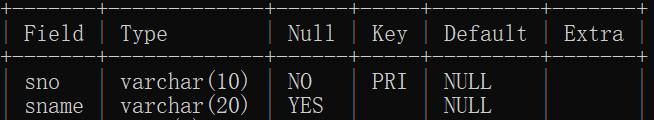 +-------+-------------+------+-----+---------+-------+
| Field | Type | Null | Key | Default | Extra |
+-------+-------------+------+-----+---------+-------+
| sno | varchar(10) | NO | PRI | NULL | |
| sname | varchar(20) | YES | | NULL | |